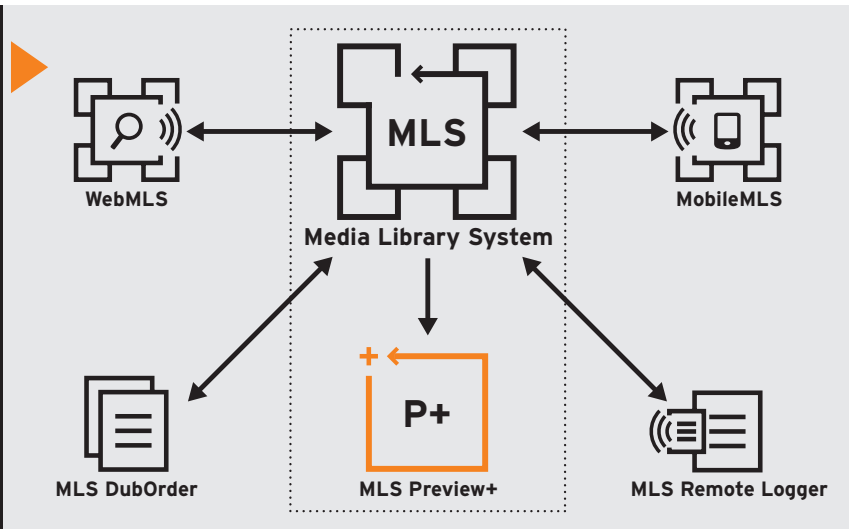 MLS
WebMLS
MobileMLS
Media Library System
P+
MLS DubOrder
MLS Preview+
MLS Remote Logger